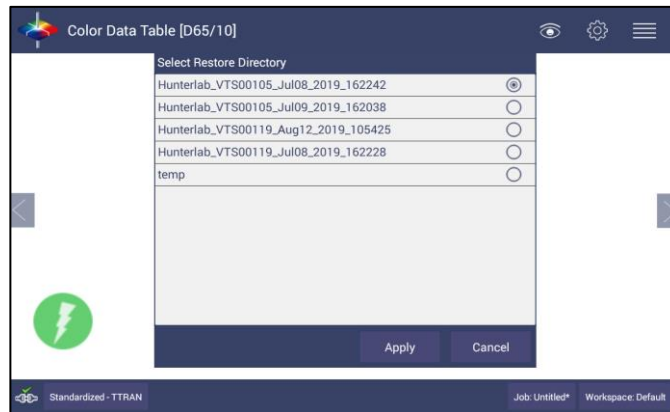 Color Data Table [D65/10]
Select Restore Directory
Hunterlab_VTS00105_Jul08_2019_162242
Hunterlab_VTS00105_Jul09_2019_162038
Hunterlab_VTS00119_Aug12_2019_105425
Hunterlab_VTS00119_Jul08_2019_162228
temp
Apply Cancel
Standardized - TTRAN Job: Untitled* Workspace: Default